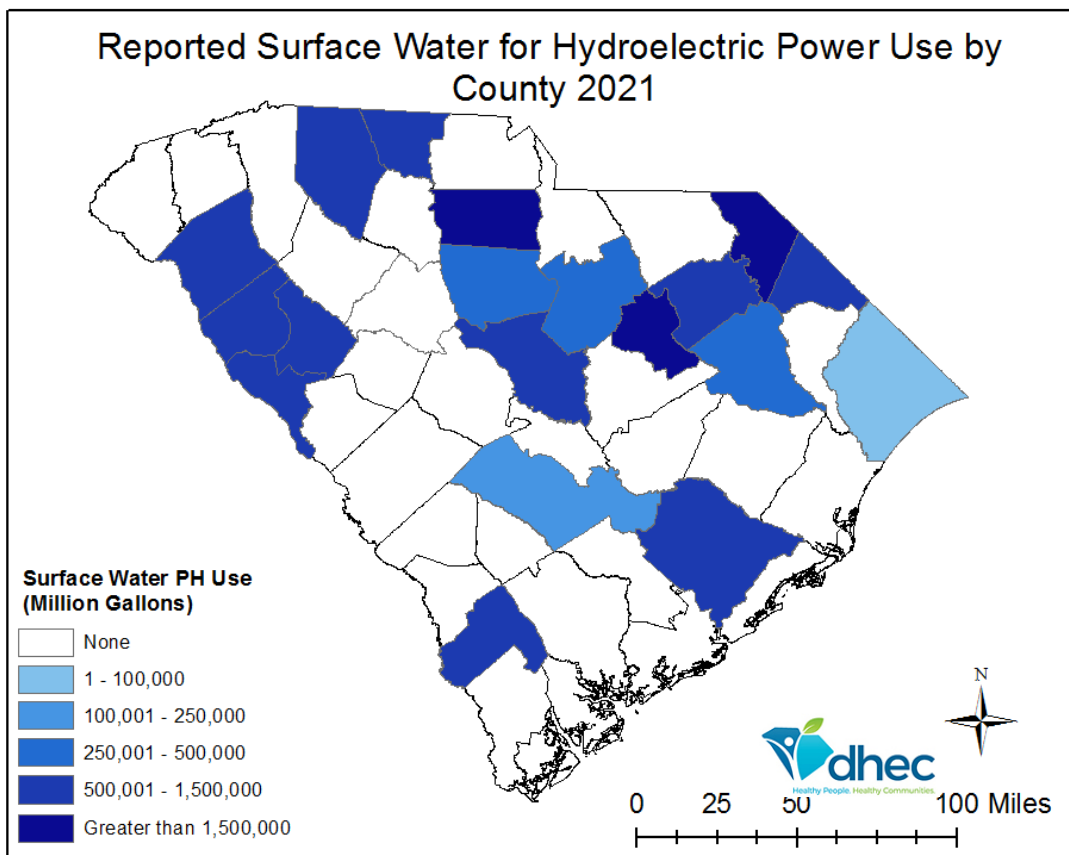 Reported Surface Water for Hydroelectric Power Use by
County 2021
Surface Water PH Use
(Million Gallons)
None
1 - 100,000
100,001 - 250,000
250,001 - 500,000
500,001 - 1,500,000
Greater than 1,500,000
N
dhec
Healthy People. Healthy Communities.
0 25 50 100 Miles